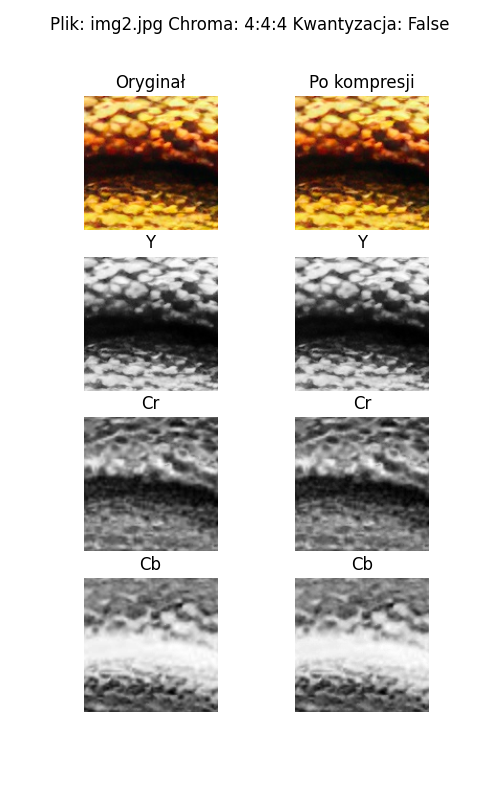 Plik: img2.jpg Chroma: 4:4:4 Kwantyzacja: False
Oryginał Po kompresji
Y Y
Cr Cr
Cb Cb